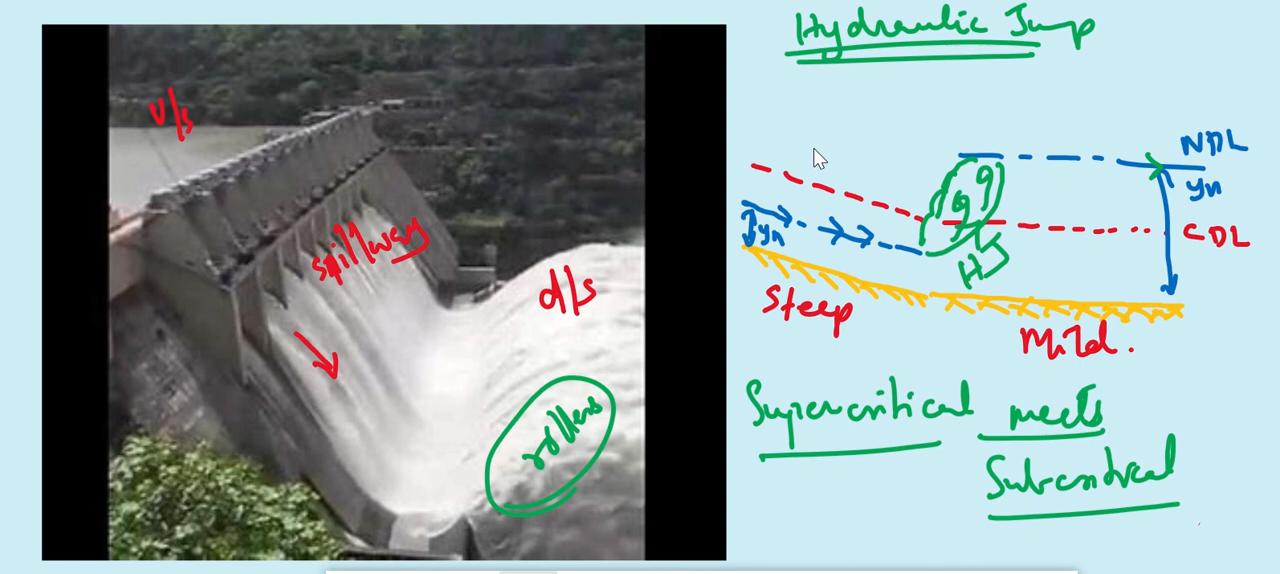 Hydraulic Jump
u/s
spillway
d/s
rollers
NDL
yn
CDL
yn
HJ
Steep
Mild.
Supercritical meets
Subcritical